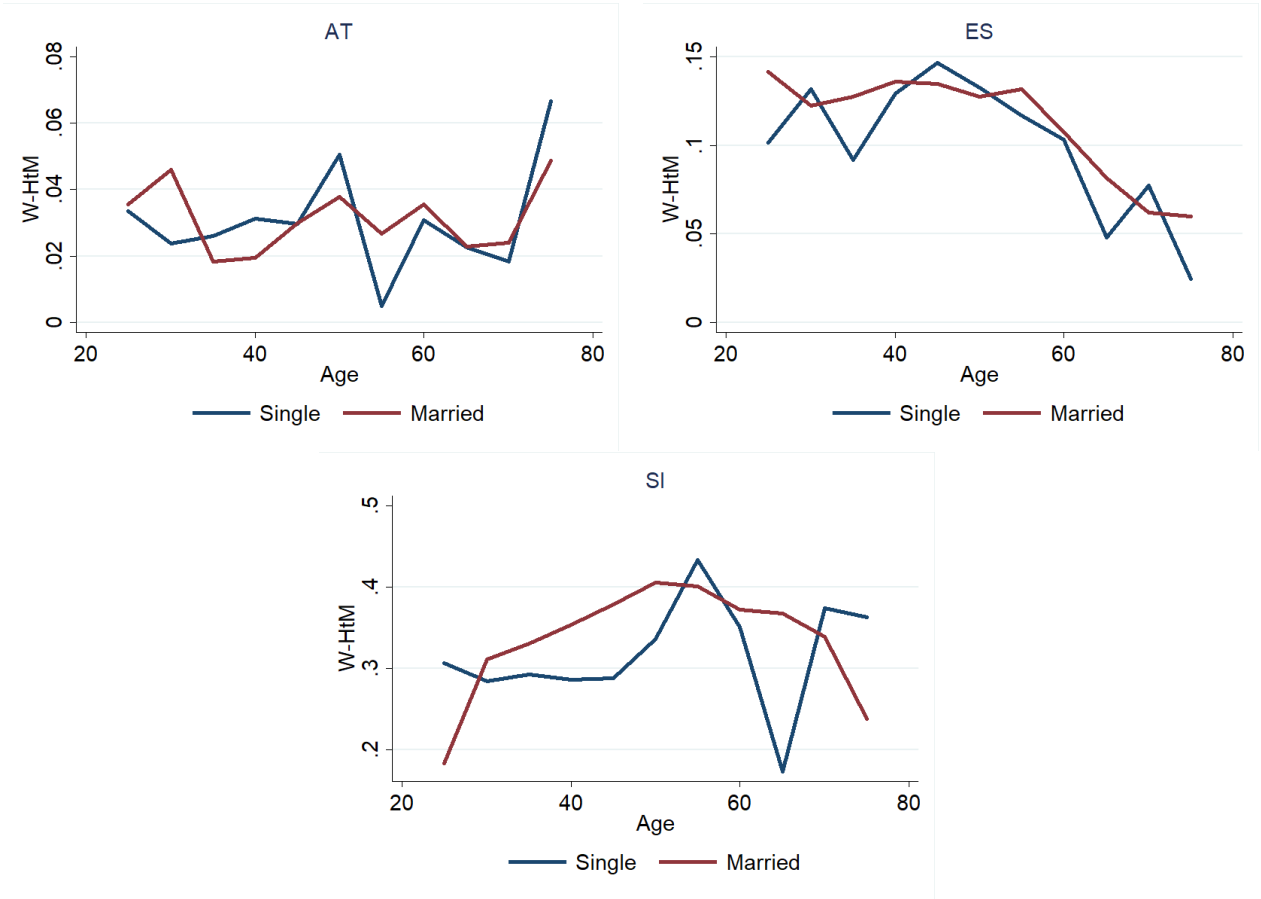 AT
W-HtM
.08
.06
.04
.02
0
20 40 60 80
Age
Single Married
ES
W-HtM
.15
.1
.05
0
20 40 60 80
Age
Single Married
SI
W-HtM
.5
.4
.3
.2
20 40 60 80
Age
Single Married